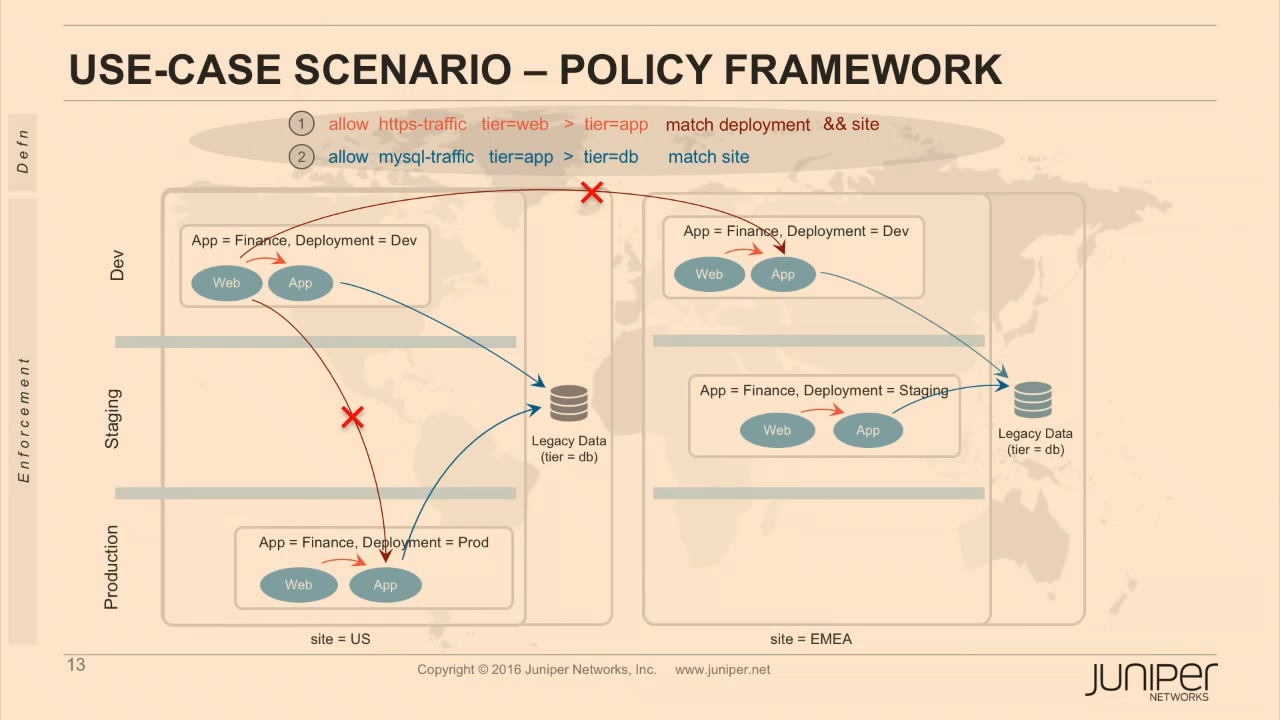 USE-CASE SCENARIO – POLICY FRAMEWORK
Defn
1 allow https-traffic tier=web > tier=app match deployment && site
2 allow mysql-traffic tier=app > tier=db match site
Enforcement
Dev
App = Finance, Deployment = Dev
Web App
App = Finance, Deployment = Dev
Web App
Staging
Legacy Data
(tier = db)
App = Finance, Deployment = Staging
Web App
Legacy Data
(tier = db)
Production
App = Finance, Deployment = Prod
Web App
site = US
site = EMEA
13
Copyright © 2016 Juniper Networks, Inc. www.juniper.net
JUNIPER
NETWORKS